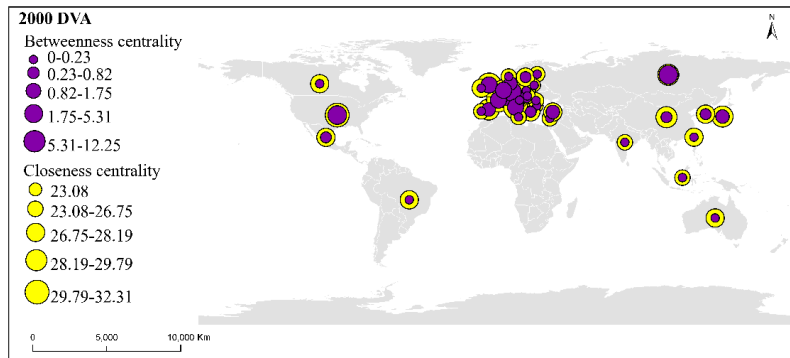 2000 DVA
Betweenness centrality
0-0.23
0.23-0.82
0.82-1.75
1.75-5.31
5.31-12.25
Closeness centrality
23.08
23.08-26.75
26.75-28.19
28.19-29.79
29.79-32.31
0 5,000 10,000 Km
N